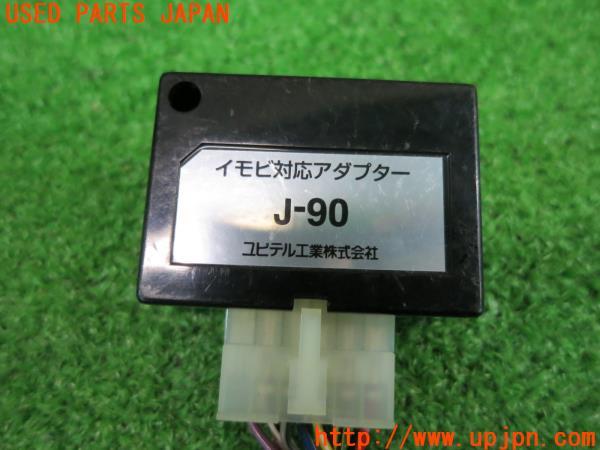 USED PARTS JAPAN
イモビ対応アダプター
J-90
ユピテル工業株式会社
http://www.upjpn.com